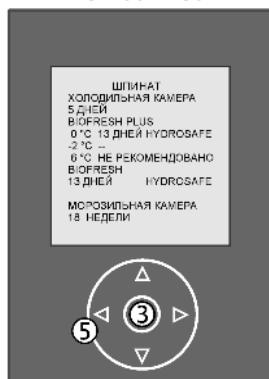 ШПИНАТ
ХОЛОДИЛЬНАЯ КАМЕРА
5 ДНЕЙ
BIOFRESH PLUS
0 °C 13 ДНЕЙ HYDROSAFE
-2 °C --
6 °C НЕ РЕКОМЕНДОВАНО
BIOFRESH
13 ДНЕЙ HYDROSAFE
МОРОЗИЛЬНАЯ КАМЕРА
18 НЕДЕЛИ
3
5